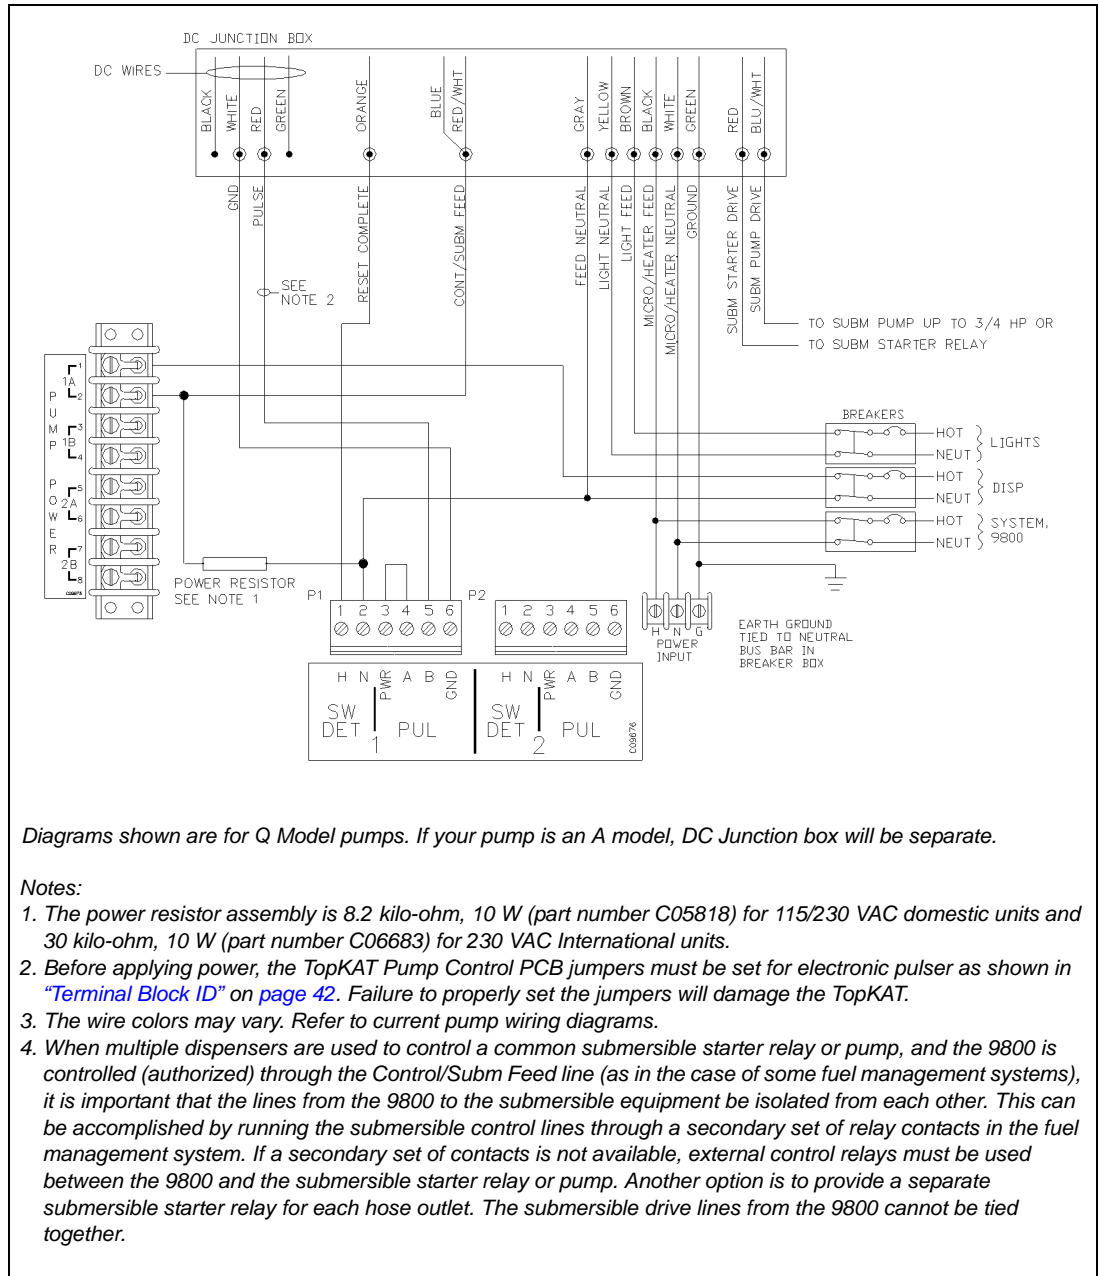 DC JUNCTION BOX
DC WIRES
BLACK
WHITE
RED
GREEN
ORANGE
BLUE
RED/WHT
GRAY
YELLOW
BROWN
BLACK
WHITE
GREEN
RED
BLU/WHT
GND
PULSE
RESET COMPLETE
CONT/SUBM FEED
FEED NEUTRAL
LIGHT NEUTRAL
LIGHT FEED
MICRO/HEATER FEED
MICRO/HEATER NEUTRAL
GROUND
SUBM STARTER DRIVE
SUBM PUMP DRIVE
SEE
NOTE 2
TO SUBM PUMP UP TO 3/4 HP OR
TO SUBM STARTER RELAY
PUMP POWER
1
1A
2
3
1B
4
5
2A
6
7
2B
8
C09675
BREAKERS
HOT
NEUT
LIGHTS
HOT
NEUT
DISP
HOT
NEUT
SYSTEM,
9800
POWER RESISTOR
SEE NOTE 1
P1
1 2 3 4 5 6
P2
1 2 3 4 5 6
H N G
POWER
INPUT
EARTH GROUND
TIED TO NEUTRAL
BUS BAR IN
BREAKER BOX
H N PWR A B GND
SW
DET
1
PUL
H N PWR A B GND
SW
DET
2
PUL
C09676
Diagrams shown are for Q Model pumps. If your pump is an A model, DC Junction box will be separate.
Notes:
1. The power resistor assembly is 8.2 kilo-ohm, 10 W (part number C05818) for 115/230 VAC domestic units and
30 kilo-ohm, 10 W (part number C06683) for 230 VAC International units.
2. Before applying power, the TopKAT Pump Control PCB jumpers must be set for electronic pulser as shown in
“Terminal Block ID” on page 42. Failure to properly set the jumpers will damage the TopKAT.
3. The wire colors may vary. Refer to current pump wiring diagrams.
4. When multiple dispensers are used to control a common submersible starter relay or pump, and the 9800 is
controlled (authorized) through the Control/Subm Feed line (as in the case of some fuel management systems),
it is important that the lines from the 9800 to the submersible equipment be isolated from each other. This can
be accomplished by running the submersible control lines through a secondary set of relay contacts in the fuel
management system. If a secondary set of contacts is not available, external control relays must be used
between the 9800 and the submersible starter relay or pump. Another option is to provide a separate
submersible starter relay for each hose outlet. The submersible drive lines from the 9800 cannot be tied
together.